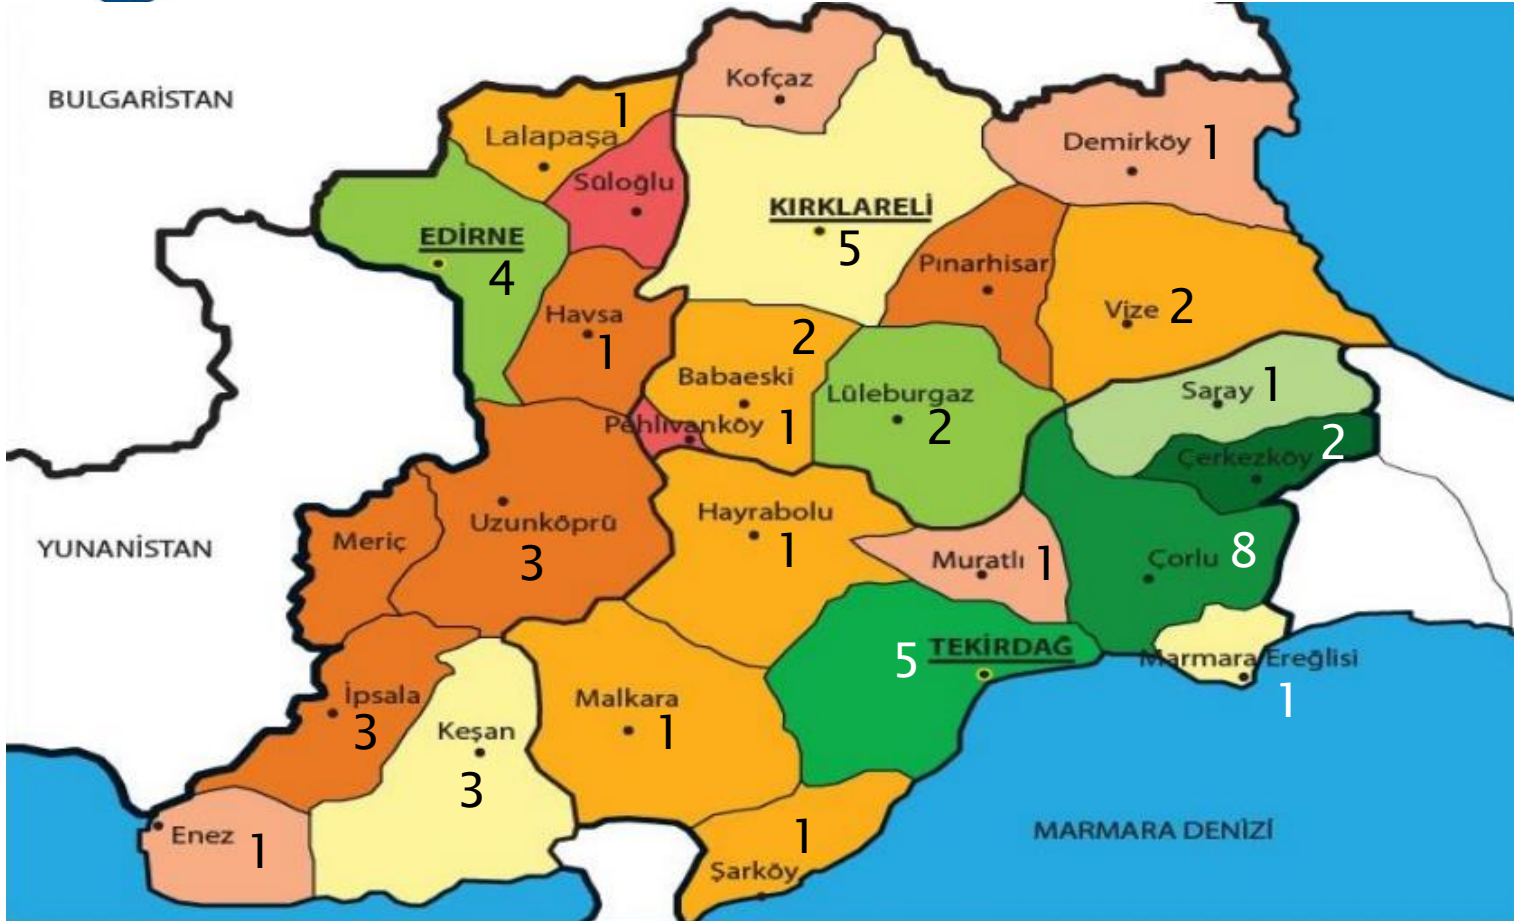 BULGARİSTAN
Kofçaz
Lalapaşa 1
Demirköy 1
Süloğlu
KIRKLARELİ
5
EDİRNE
4
Pınarhisar
Vize 2
Havsa
1
2
Babaeski
1
Pehlivanköy
Lüleburgaz
2
Saray 1
Çerkezköy 2
Uzunköprü
3
Meriç
YUNANİSTAN
Hayrabolu
1
Muratlı 1
Çorlu 8
5 TEKİRDAĞ
Marmara Ereğlisi
1
İpsala
3
Keşan
3
Malkara
1
Enez 1
1
Şarköy
MARMARA DENİZİ